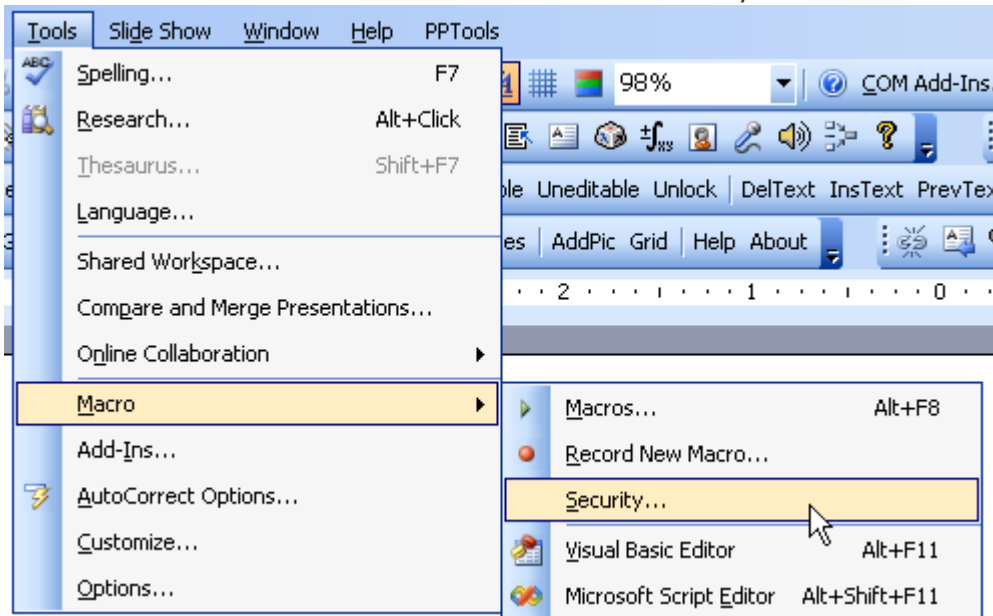 Tools Slide Show Window Help PPTools
ABC Spelling... F7
98% COM Add-Ins.
Research... Alt+Click
Thesaurus... Shift+F7
Uneditable Unlock DelText InsText PrevTex
Language...
es AddPic Grid Help About
Shared Workspace...
2 1 0
Compare and Merge Presentations...
Online Collaboration
Macro
Macros... Alt+F8
Add-Ins...
Record New Macro...
AutoCorrect Options...
Security...
Customize...
Visual Basic Editor Alt+F11
Options...
Microsoft Script Editor Alt+Shift+F11